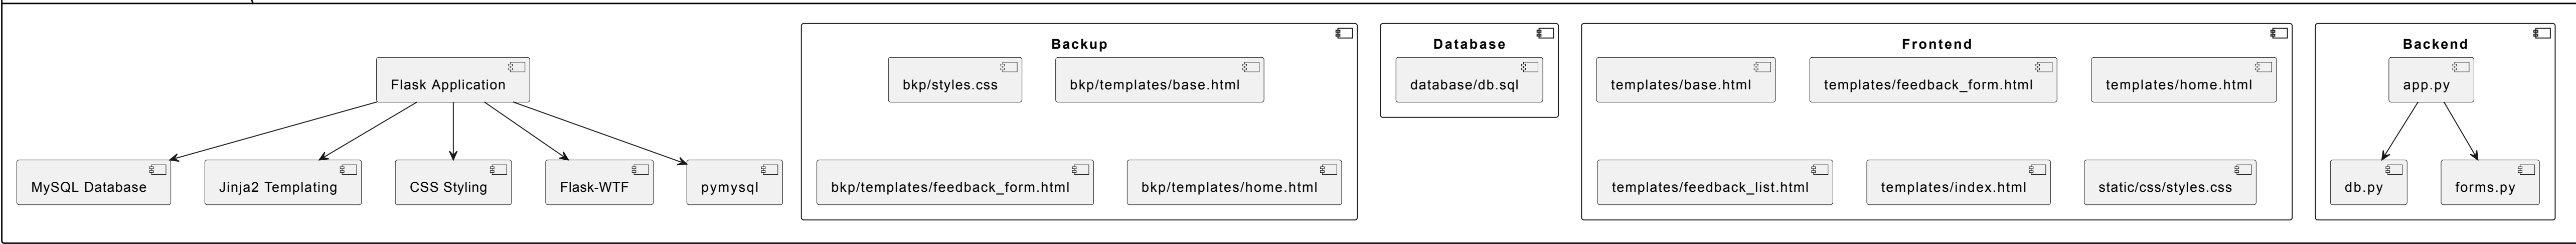 Flask Application
MySQL Database
Jinja2 Templating
CSS Styling
Flask-WTF
pymysql
Backup
bkp/styles.css
bkp/templates/base.html
bkp/templates/feedback_form.html
bkp/templates/home.html
Database
database/db.sql
Frontend
templates/base.html
templates/feedback_form.html
templates/home.html
templates/feedback_list.html
templates/index.html
static/css/styles.css
Backend
app.py
db.py
forms.py